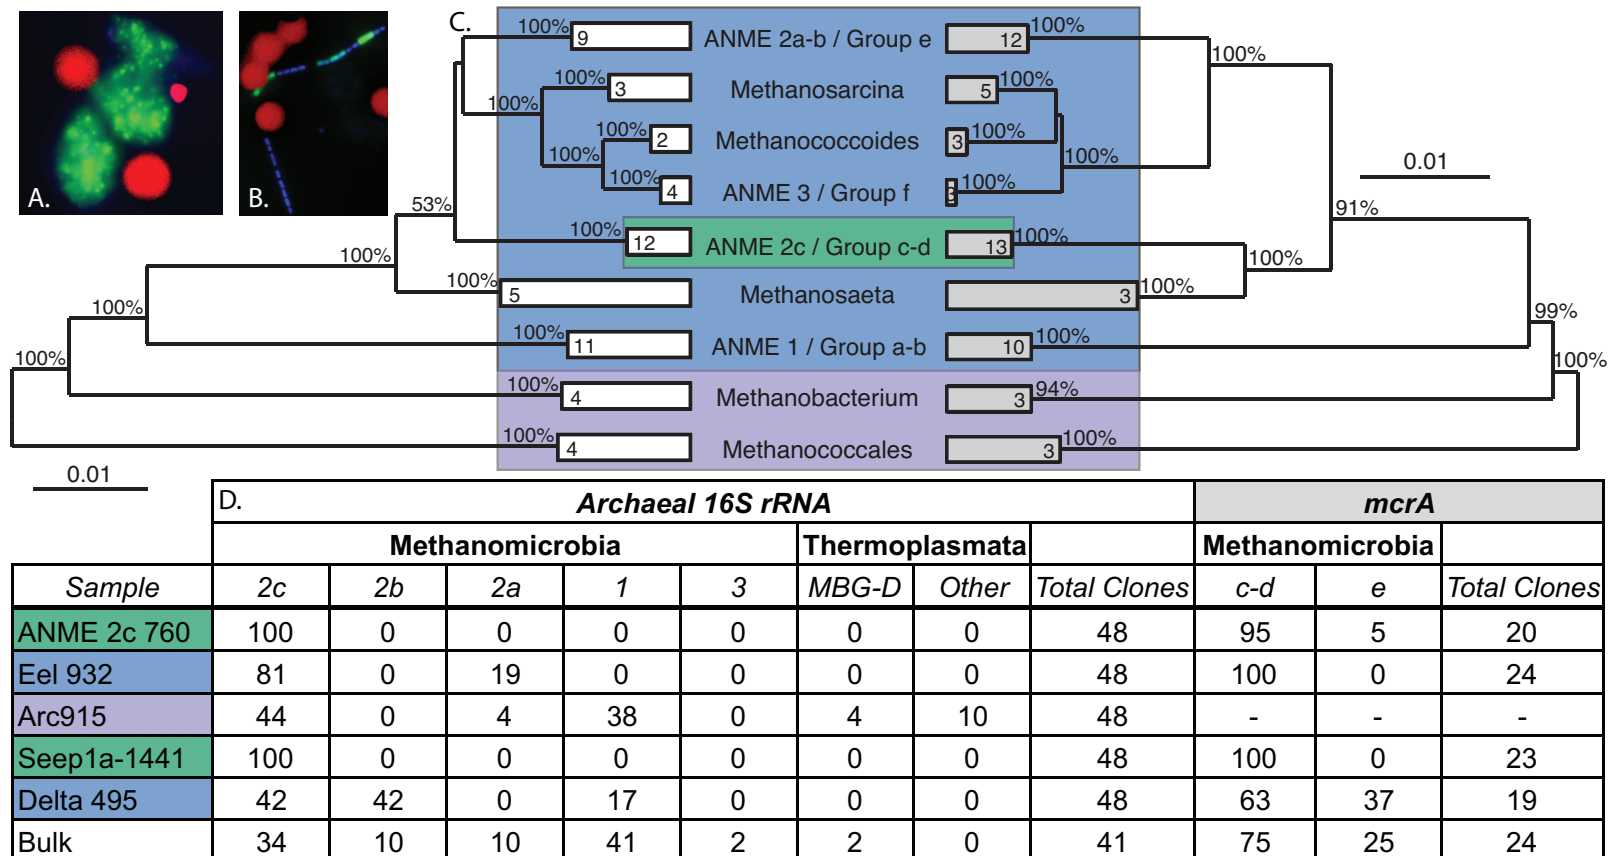 A.
B.
C.
100% 9 ANME 2a-b / Group e 12 100%
100%
100% 3 Methanosarcina 5 100%
100%
100% 2 Methanococcoides 3 100%
0.01
100% 100%
100% 4 ANME 3 / Group f 100%
53% 91%
100% 12 ANME 2c / Group c-d 13 100%
100% 100%
100% 5 Methanosaeta 3 100%
100% 99%
100% 11 ANME 1 / Group a-b 10 100%
100% 100%
100% 4 Methanobacterium 3 94%
100% 4 Methanococcales 3 100%
0.01
D. Archaeal 16S rRNA mcrA
Methanomicrobia Thermoplasmata Methanomicrobia
Sample 2c 2b 2a 1 3 MBG-D Other Total Clones c-d e Total Clones
ANME 2c 760 100 0 0 0 0 0 0 48 95 5 20
Eel 932 81 0 19 0 0 0 0 48 100 0 24
Arc915 44 0 4 38 0 4 10 48 - - -
Seep1a-1441 100 0 0 0 0 0 0 48 100 0 23
Delta 495 42 42 0 17 0 0 0 48 63 37 19
Bulk 34 10 10 41 2 2 0 41 75 25 24